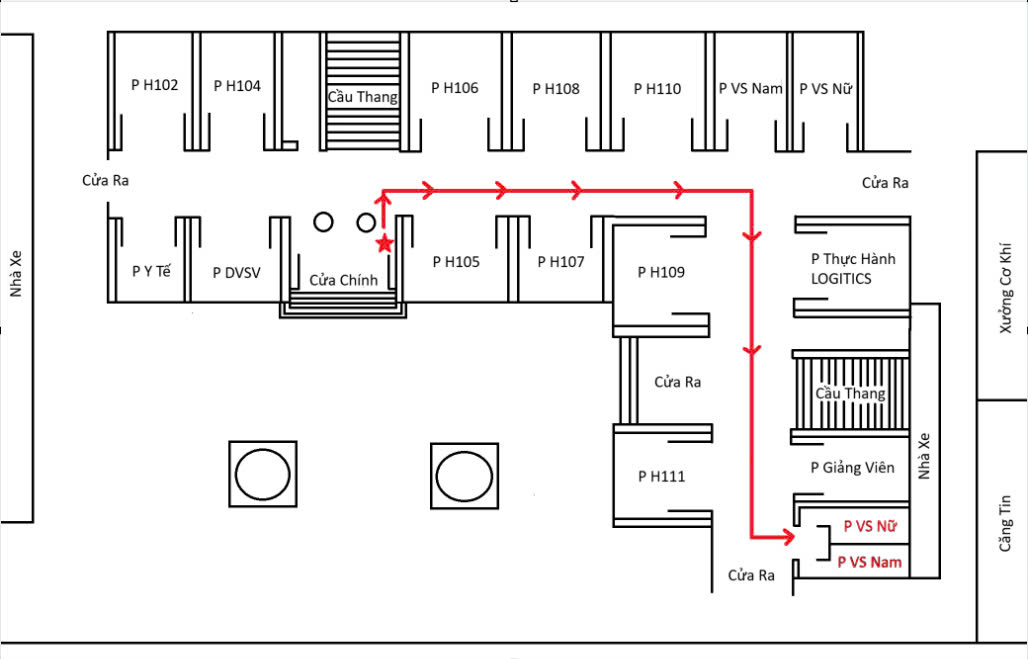 P H102
P H104
Cầu Thang
P H106
P H108
P H110
P VS Nam
P VS Nữ
Cửa Ra
Cửa Ra
P Y Tế
P DVSV
Cửa Chính
P H105
P H107
P H109
P Thực Hành
LOGITICS
Nhà Xe
Xưởng Cơ Khí
Cửa Ra
Cầu Thang
P H111
P Giảng Viên
Nhà Xe
P VS Nữ
P VS Nam
Căng Tin
Cửa Ra